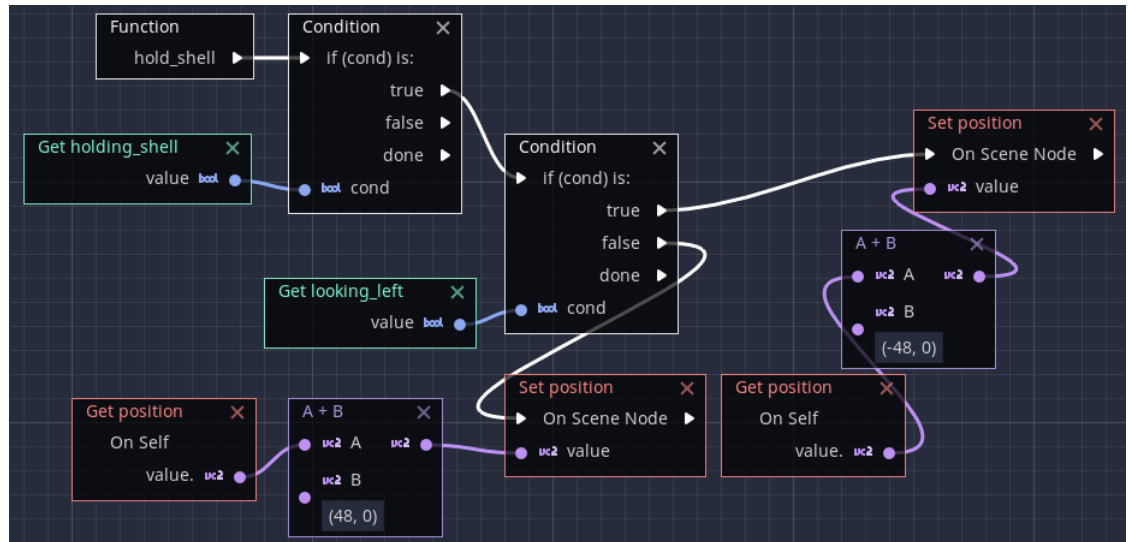 Function
hold_shell
Condition
if (cond) is:
true
false
done
bool cond
Get holding_shell
value bool
Condition
if (cond) is:
true
false
done
bool cond
Get looking_left
value bool
Set position
On Scene Node
vc2 value
A + B
vc2 A vc2
vc2 B
(-48, 0)
Get position
On Self
value. vc2
A + B
vc2 A vc2
vc2 B
(48, 0)
Set position
On Scene Node
vc2 value
Get position
On Self
value. vc2